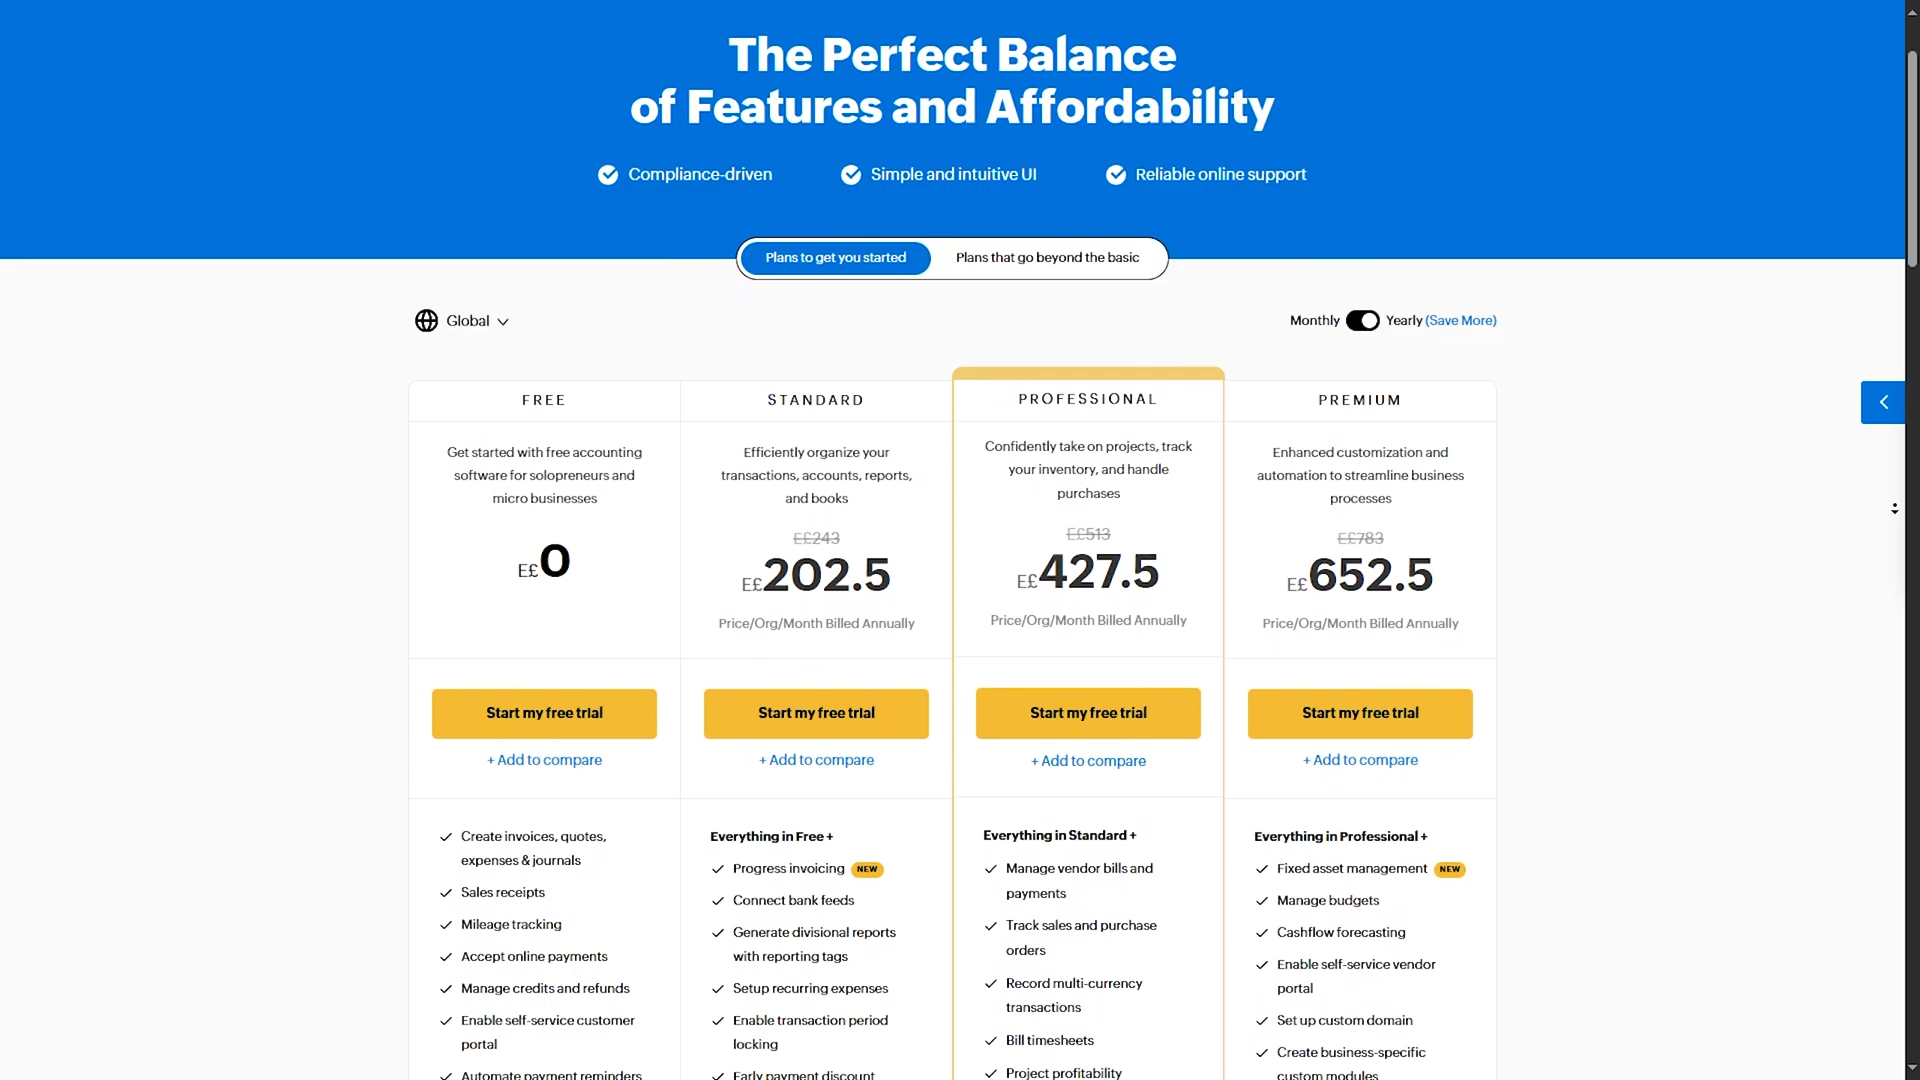 The Perfect Balance
of Features and Affordability
Compliance-driven
Simple and intuitive UI
Reliable online support
Plans to get you started
Plans that go beyond the basic
Global
Monthly
Yearly (Save More)
FREE
Get started with free accounting
software for solopreneurs and
micro businesses
E£0
Start my free trial
+ Add to compare
Create invoices, quotes,
expenses & journals
Sales receipts
Mileage tracking
Accept online payments
Manage credits and refunds
Enable self-service customer
portal
Automate payment reminders
STANDARD
Efficiently organize your
transactions, accounts, reports,
and books
E£243
E£202.5
Price/Org/Month Billed Annually
Start my free trial
+ Add to compare
Everything in Free +
Progress invoicing NEW
Connect bank feeds
Generate divisional reports
with reporting tags
Setup recurring expenses
Enable transaction period
locking
Early payment discount
PROFESSIONAL
Confidently take on projects, track
your inventory, and handle
purchases
E£513
E£427.5
Price/Org/Month Billed Annually
Start my free trial
+ Add to compare
Everything in Standard +
Manage vendor bills and
payments
Track sales and purchase
orders
Record multi-currency
transactions
Bill timesheets
Project profitability
PREMIUM
Enhanced customization and
automation to streamline business
processes
E£783
E£652.5
Price/Org/Month Billed Annually
Start my free trial
+ Add to compare
Everything in Professional +
Fixed asset management NEW
Manage budgets
Cashflow forecasting
Enable self-service vendor
portal
Set up custom domain
Create business-specific
custom modules